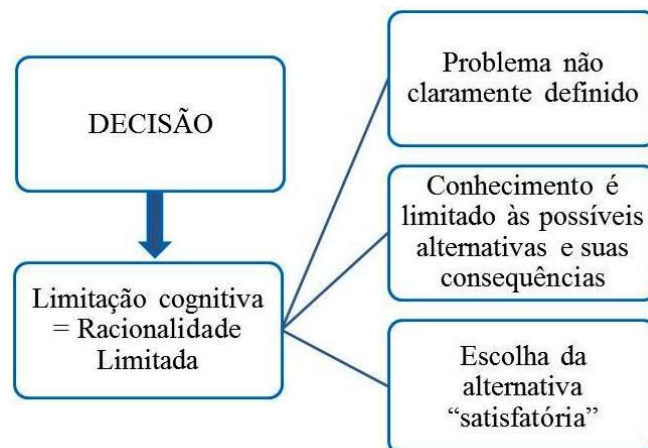 DECISÃO
Limitação cognitiva
= Racionalidade
Limitada
Problema não
claramente definido
Conhecimento é
limitado às possíveis
alternativas e suas
consequências
Escolha da
alternativa
“satisfatória”